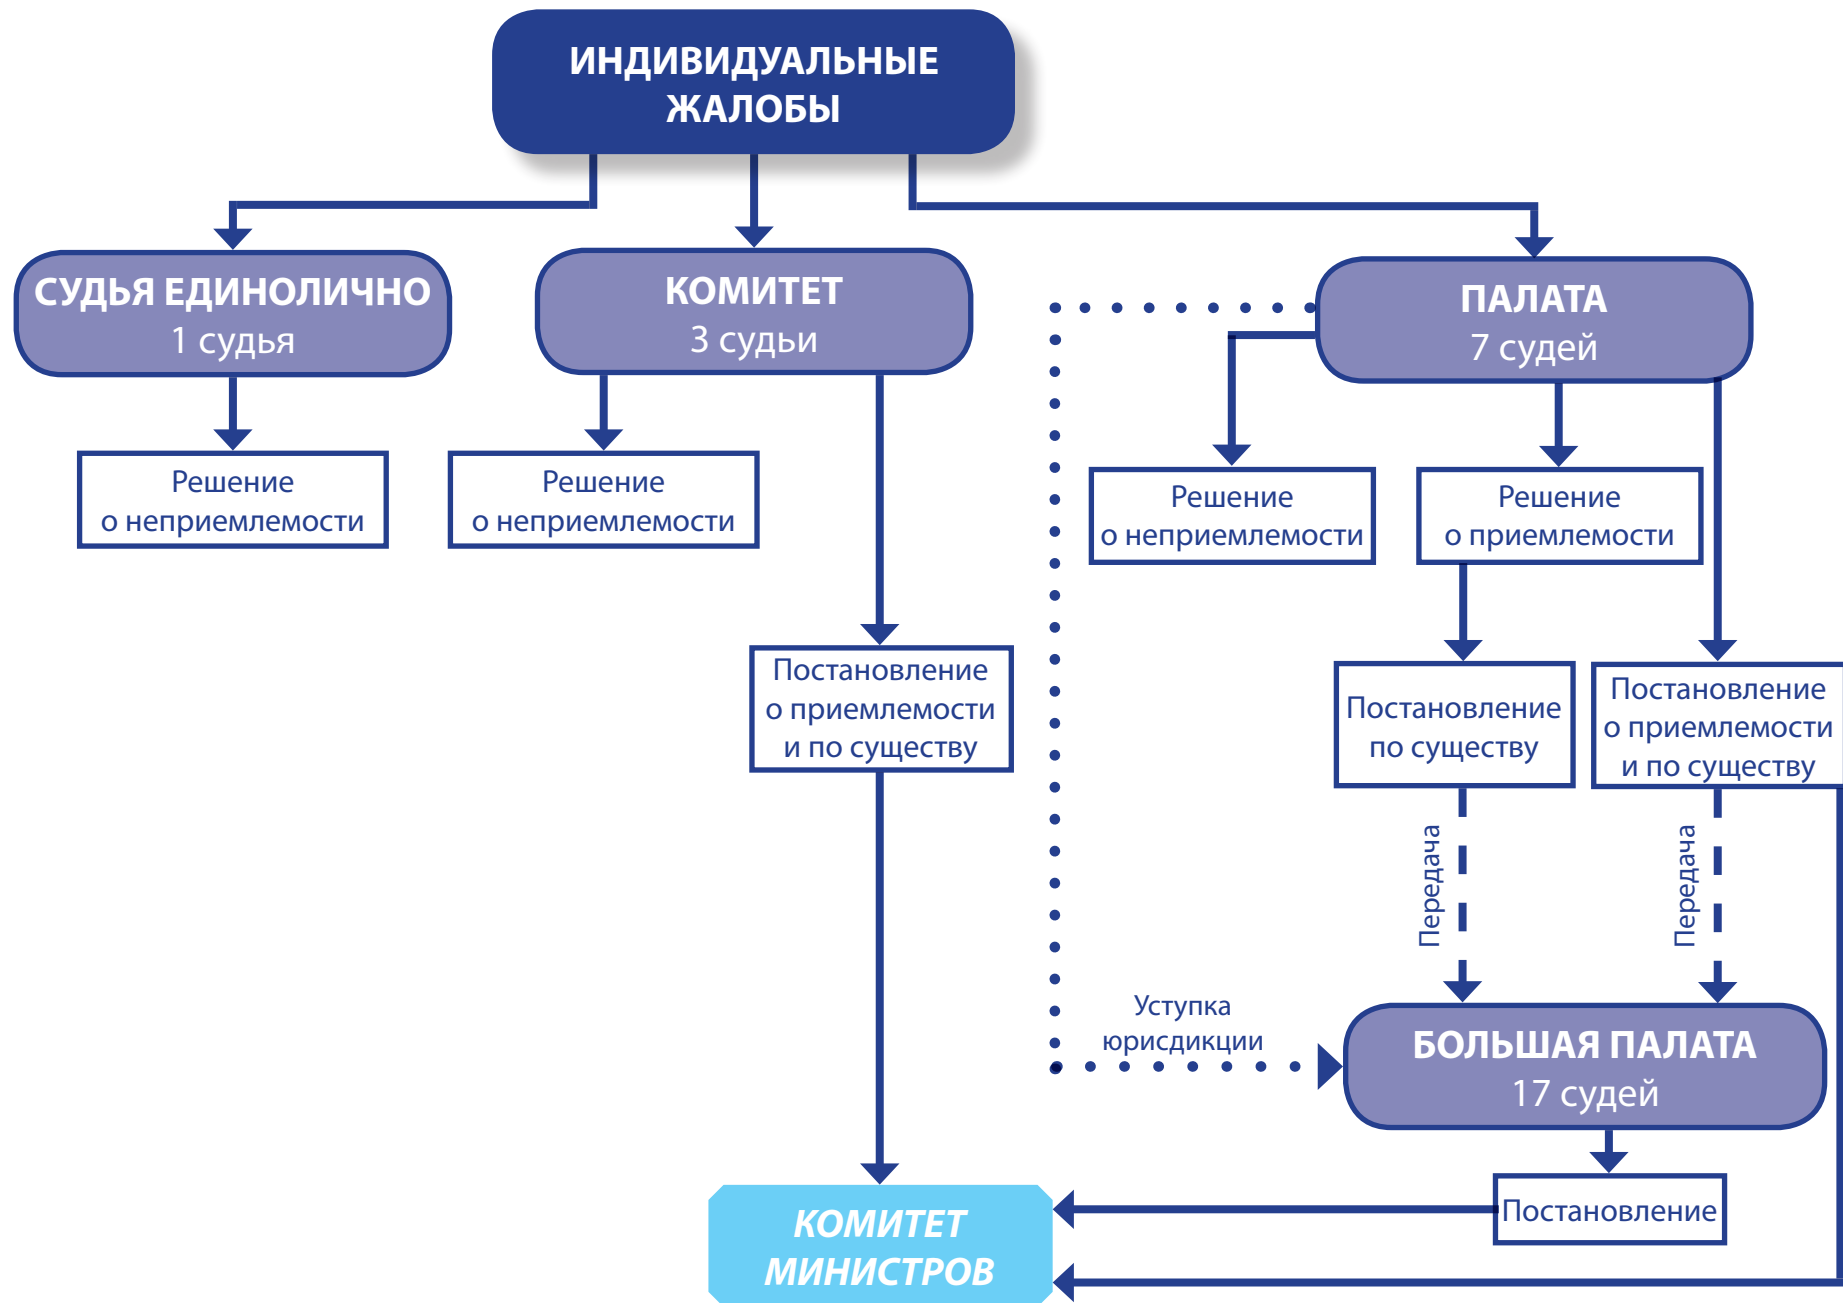 ИНДИВИДУАЛЬНЫЕ
ЖАЛОБЫ
СУДЬЯ ЕДИНОЛИЧНО
1 судья
КОМИТЕТ
3 судьи
ПАЛАТА
7 судей
Решение
о неприемлемости
Решение
о неприемлемости
Решение
о неприемлемости
Решение
о приемлемости
Постановление
о приемлемости
и по существу
Постановление
по существу
Постановление
о приемлемости
и по существу
Передача
Передача
Уступка
юрисдикции
БОЛЬШАЯ ПАЛАТА
17 судей
Постановление
КОМИТЕТ
МИНИСТРОВ